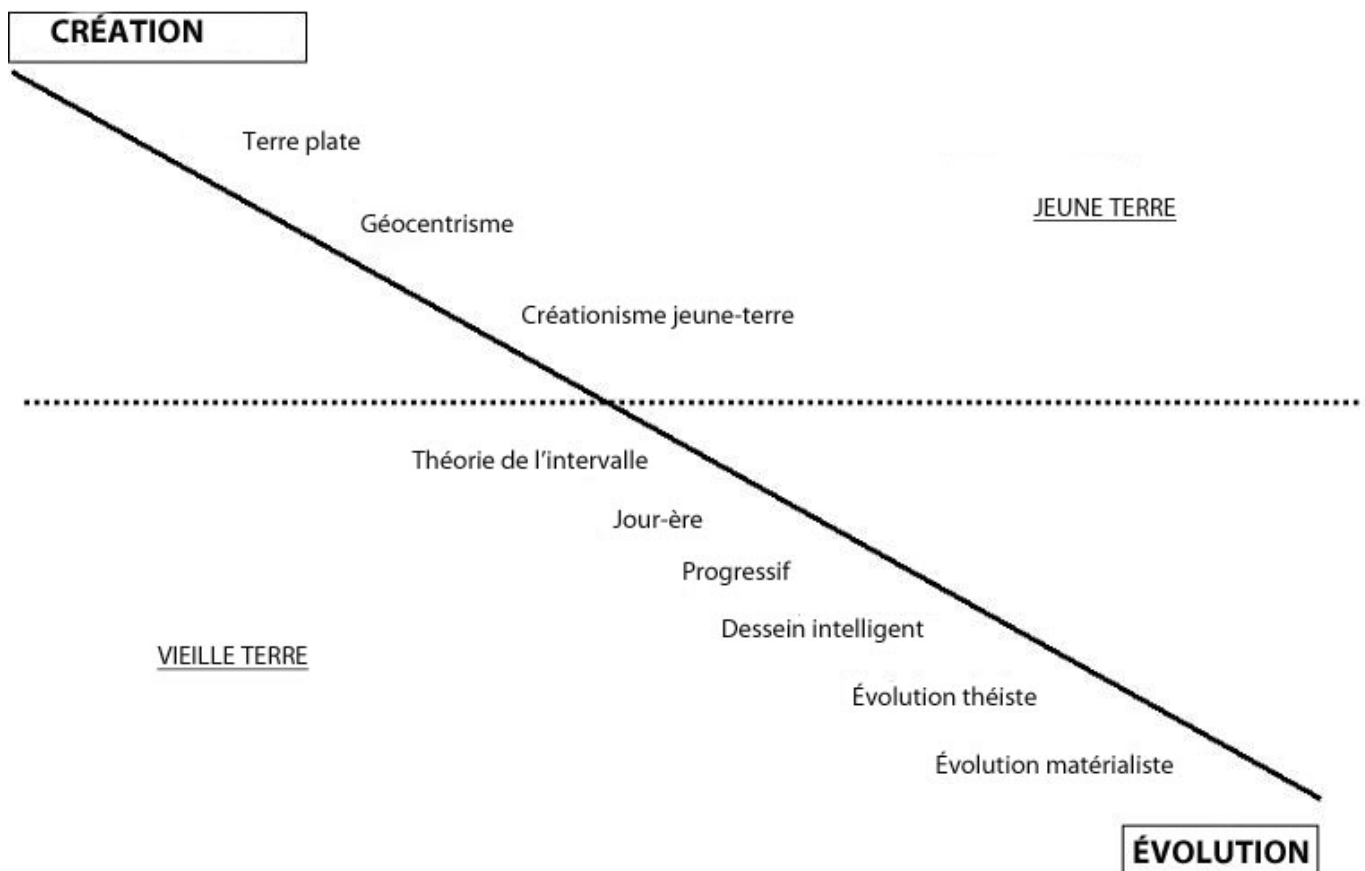 CRÉATION
Terre plate
JEUNE TERRE
Géocentrisme
Créationisme jeune-terre
Théorie de l'intervalle
Jour-ère
Progressif
Dessein intelligent
VIEILLE TERRE
Évolution théiste
Évolution matérialiste
ÉVOLUTION